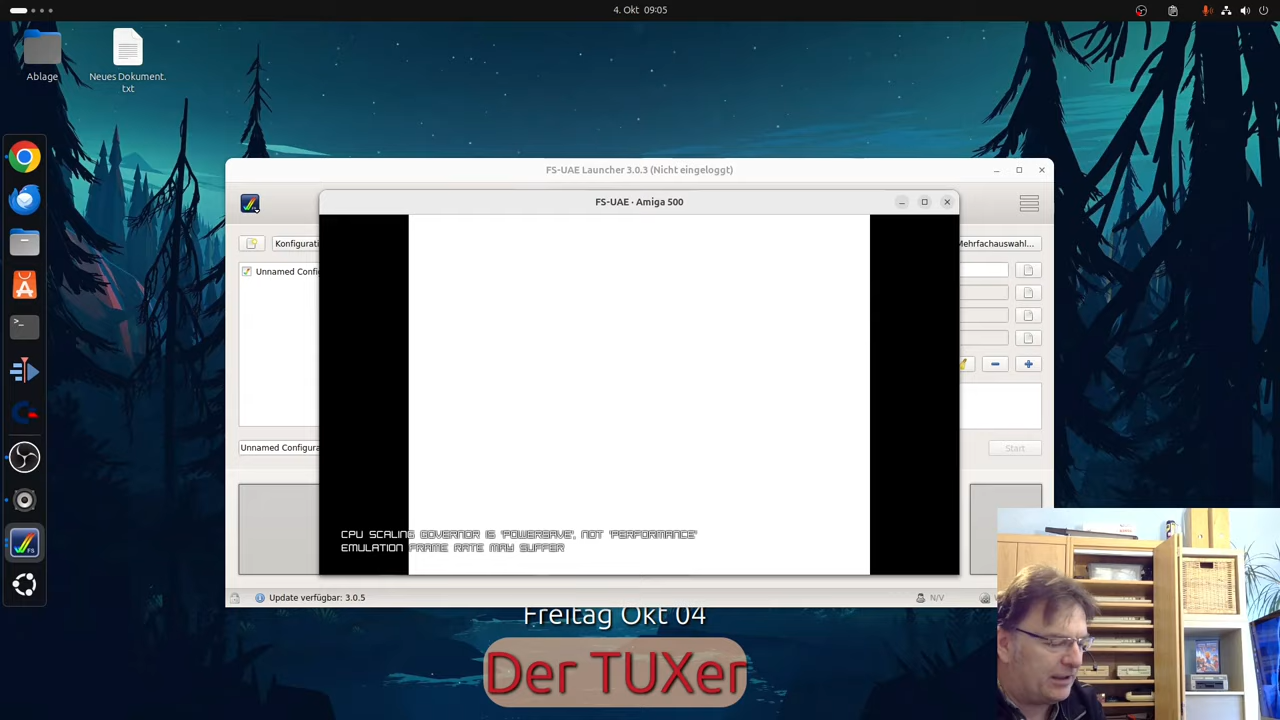 4. Okt 09:05
Ablage
Neues Dokument.
txt
FS-UAE Launcher 3.0.3 (Nicht eingeloggt)
FS-UAE · Amiga 500
Konfigurati
Mehrfachauswahl...
Unnamed Confi
Unnamed Configura
Start
CPU SCALING GOVERNOR IS 'POWERSAVE', NOT 'PERFORMANCE'
EMULATION FRAME RATE MAY SUFFER
Update verfügbar: 3.0.5
N/V
Freitag Okt 04
Der TUXer